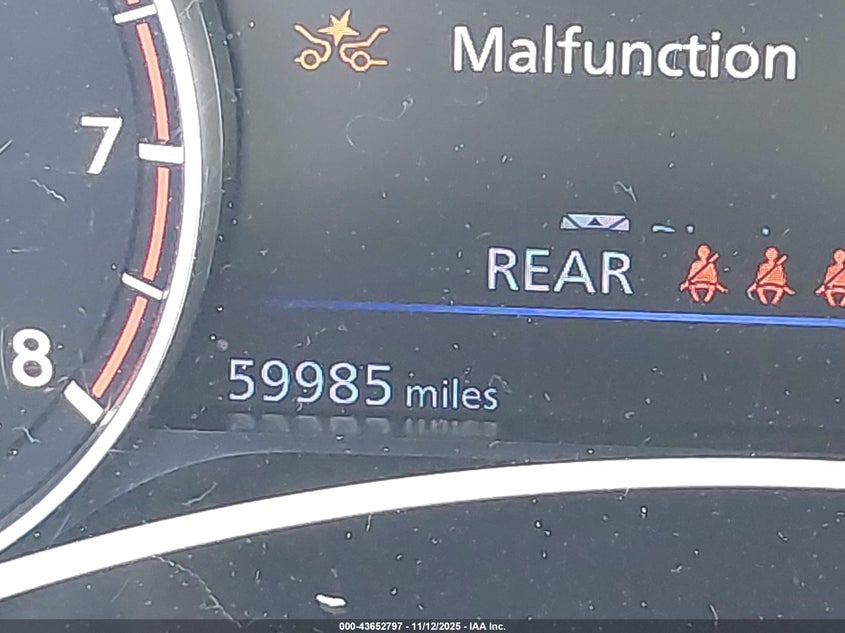 Malfunction
7
REAR
8
59985 miles
000-43652797 - 11/12/2025 - IAA Inc.